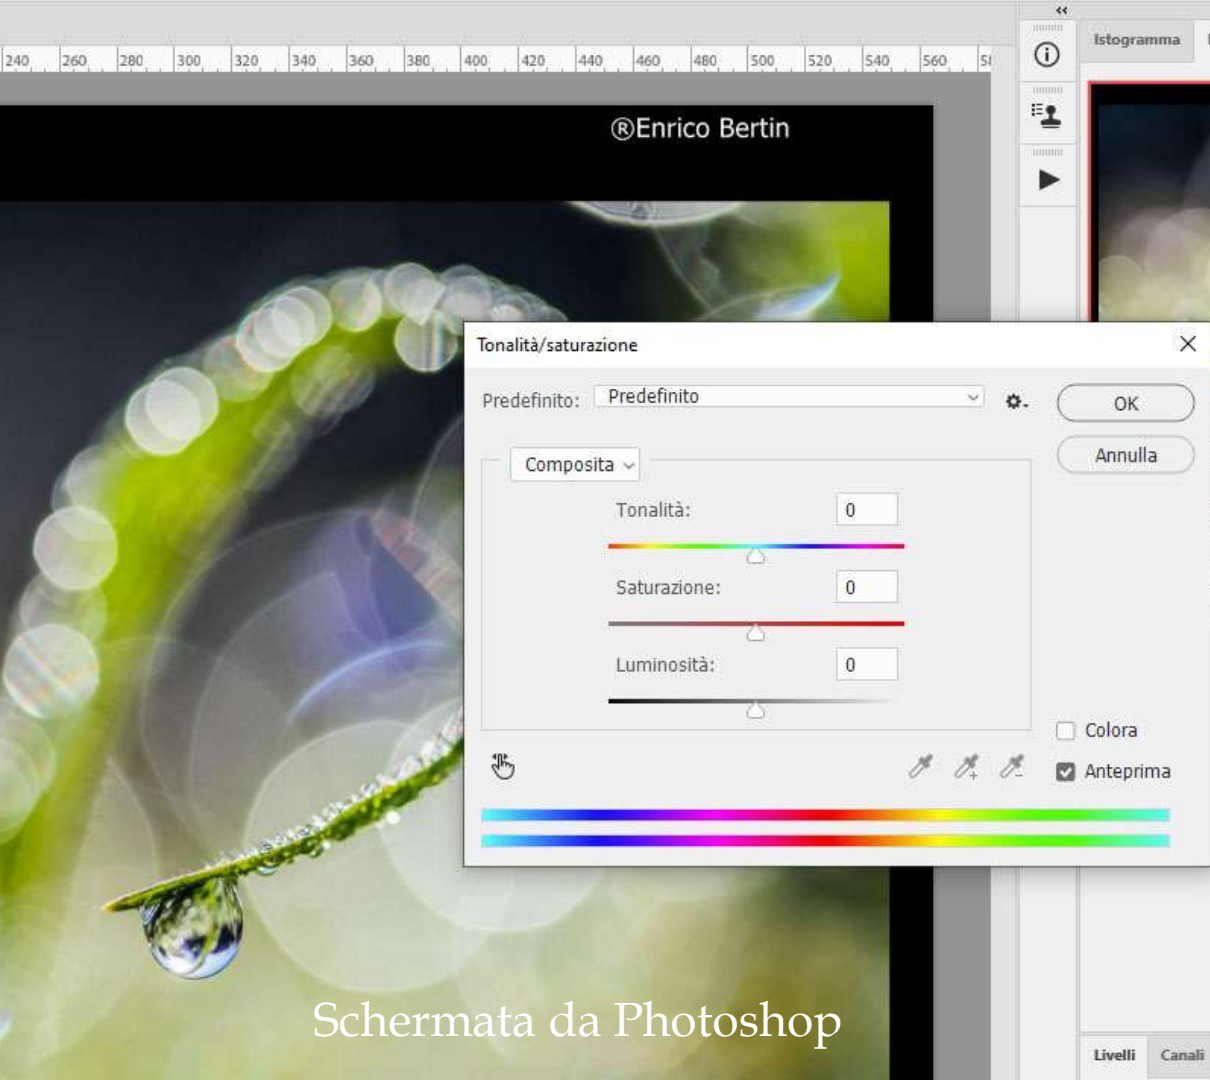 Istogramma
240 260 280 300 320 340 360 380 400 420 440 460 480 500 520 540 560
®Enrico Bertin
Tonalità/saturazione
Predefinito: Predefinito
OK
Annulla
Composita
Tonalità: 0
Saturazione: 0
Luminosità: 0
Colora
Anteprima
Schermata da Photoshop
Livelli Canali